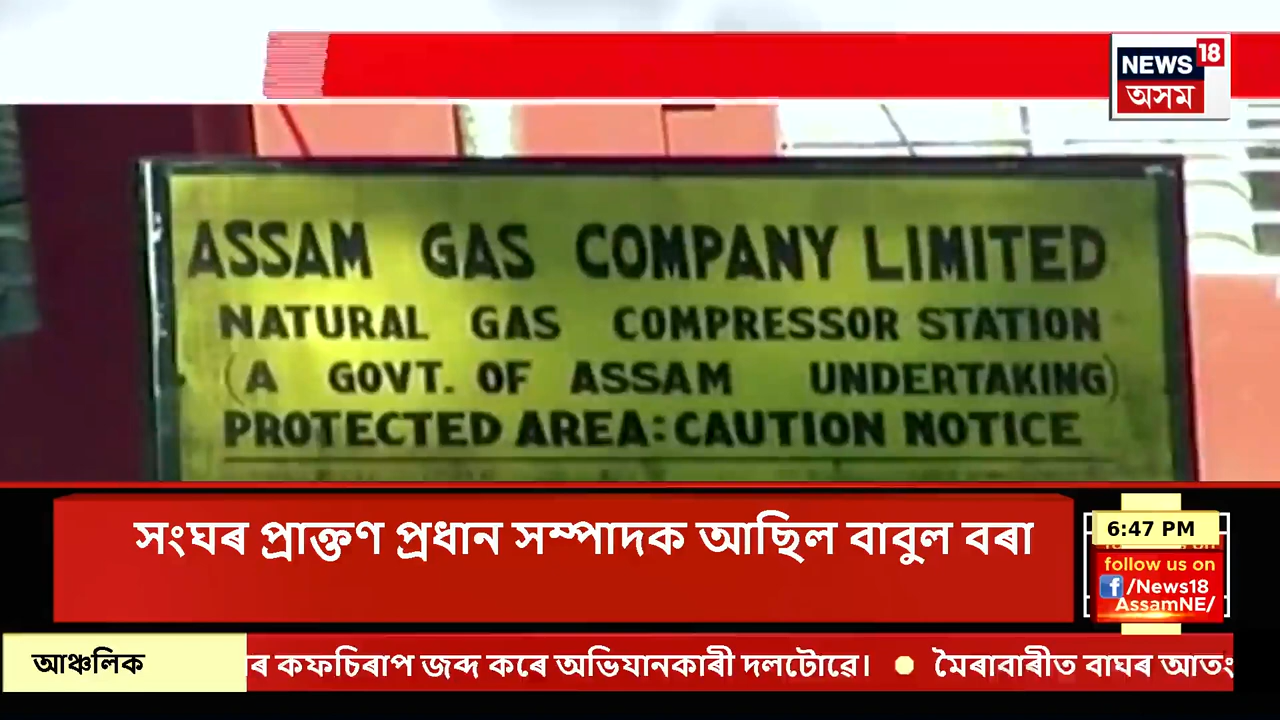 NEWS 18
অসম
ASSAM GAS COMPANY LIMITED
NATURAL GAS COMPRESSOR STATION
(A GOVT. OF ASSAM UNDERTAKING)
PROTECTED AREA: CAUTION NOTICE
সংঘৰ প্ৰাক্তণ প্ৰধান সম্পাদক আছিল বাবুল বৰা
6:47 PM
follow us on
/News18
AssamNE/
আঞ্চলিক
ৰ কফচিৰাপ জব্দ কৰে অভিযানকাৰী দলটোৱে। ● মৈৰাবাৰীত বাঘৰ আতং